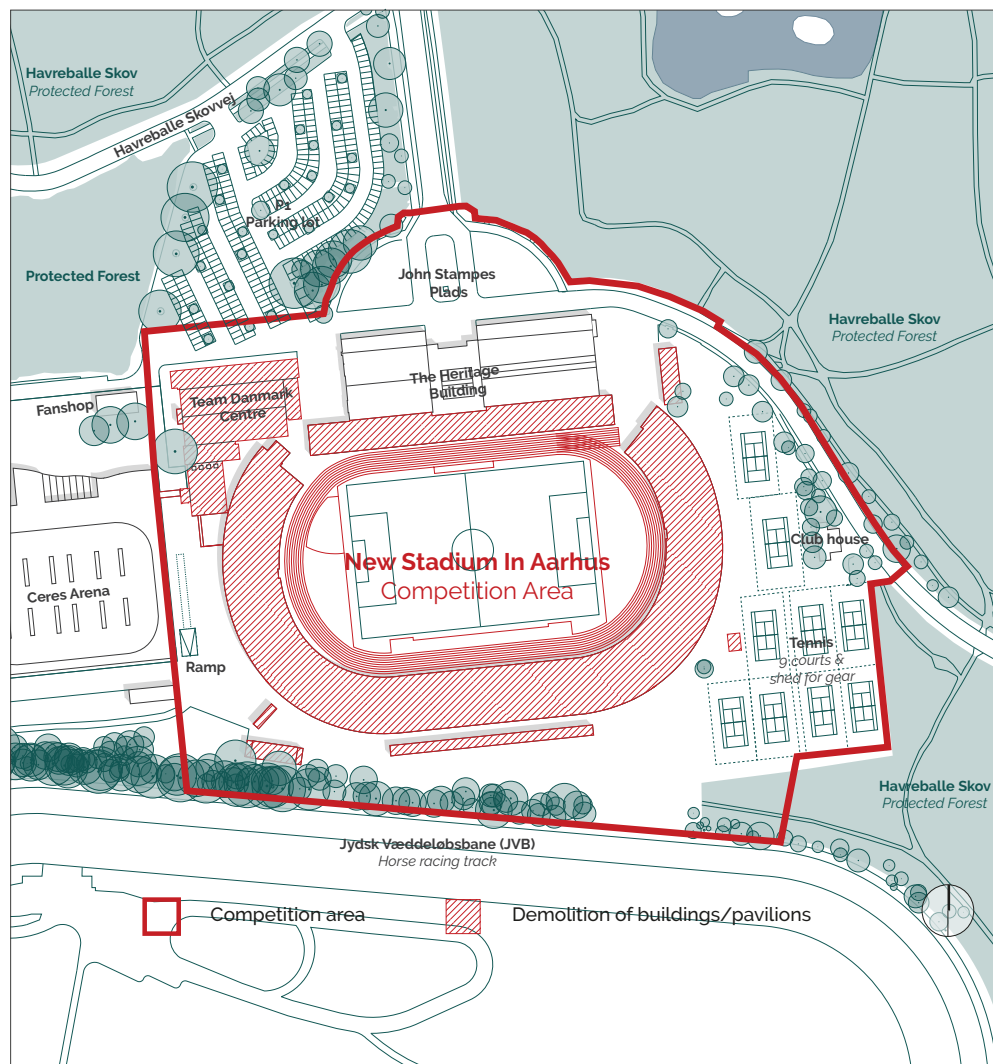 Havreballe Skov
Protected Forest
Havreballe Skovvej
P1
Parking lot
Protected Forest
John Stampes
Plads
Havreballe Skov
Protected Forest
The Heritage
Building
Team Danmark
Centre
Fanshop
Club house
New Stadium In Aarhus
Competition Area
Ceres Arena
Tennis
9 courts &
shed for gear
Ramp
Havreballe Skov
Protected Forest
Jydsk Væddeløbsbane (JVB)
Horse racing track
Competition area
Demolition of buildings/pavilions